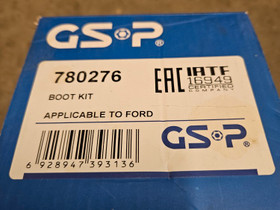 GSP®
780276
BOOT KIT
EAC IATF
16949
CERTIFIED
COMPANY
APPLICABLE TO FORD
6 928947 393136
GSP®